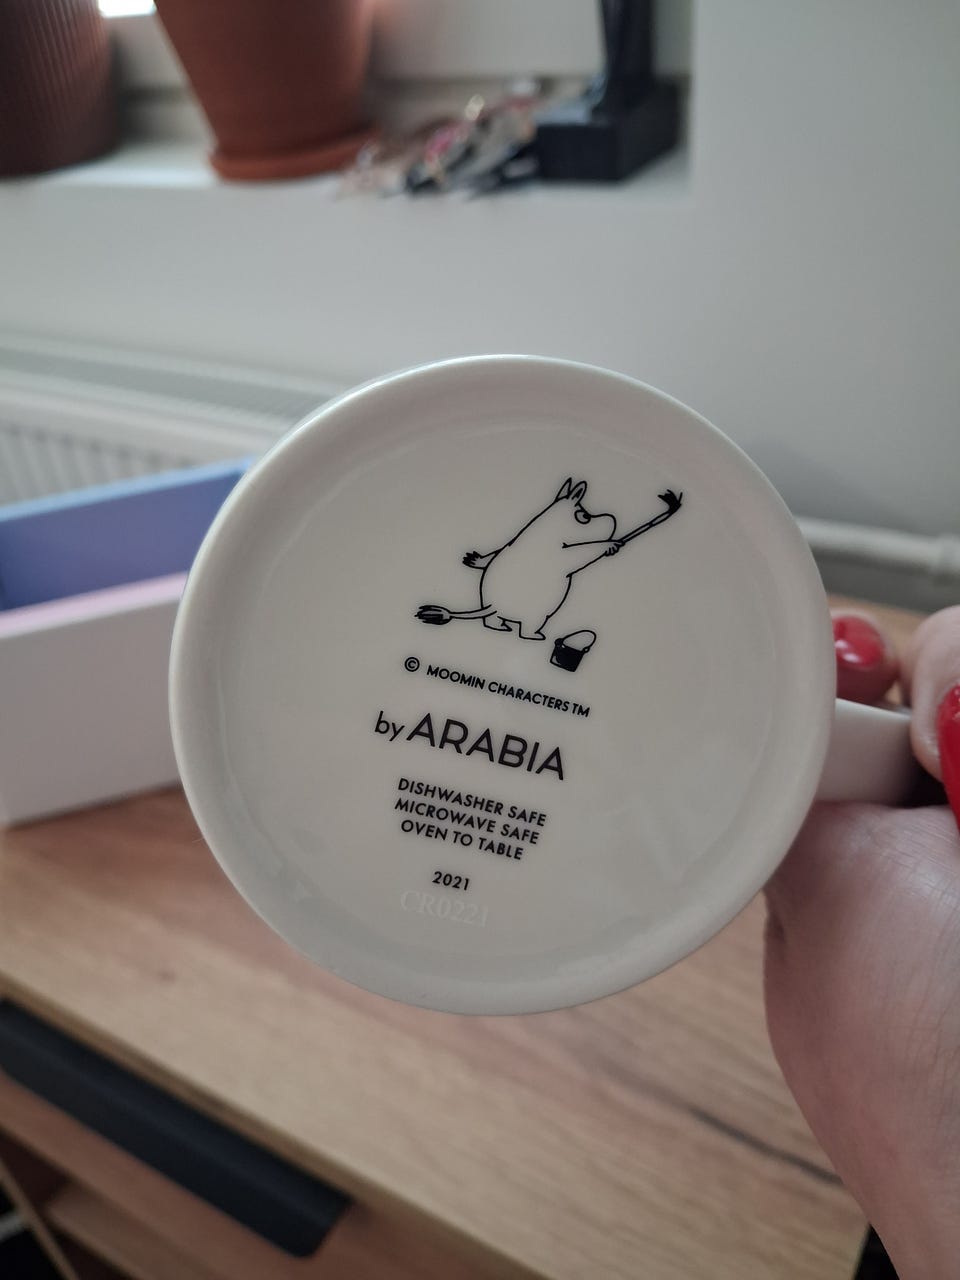 © MOOMIN CHARACTERS TM
by ARABIA
DISHWASHER SAFE
MICROWAVE SAFE
OVEN TO TABLE
2021
CR0221